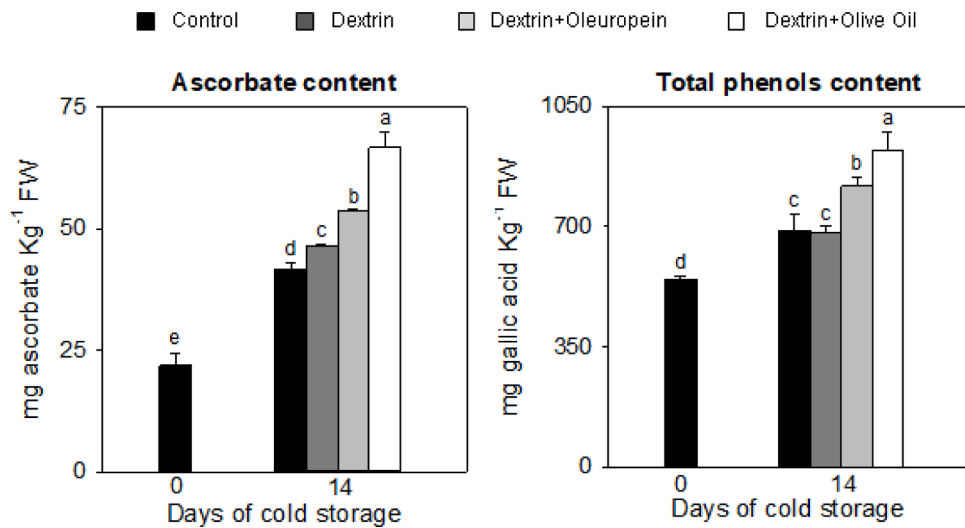 Control Dextrin Dextrin+Oleuropein Dextrin+Olive Oil
Ascorbate content
mg ascorbate Kg⁻¹ FW
75
50
25
0
e
d
c
b
a
0 14
Days of cold storage
Total phenols content
mg gallic acid Kg⁻¹ FW
1050
700
350
0
d
c
c
b
a
0 14
Days of cold storage